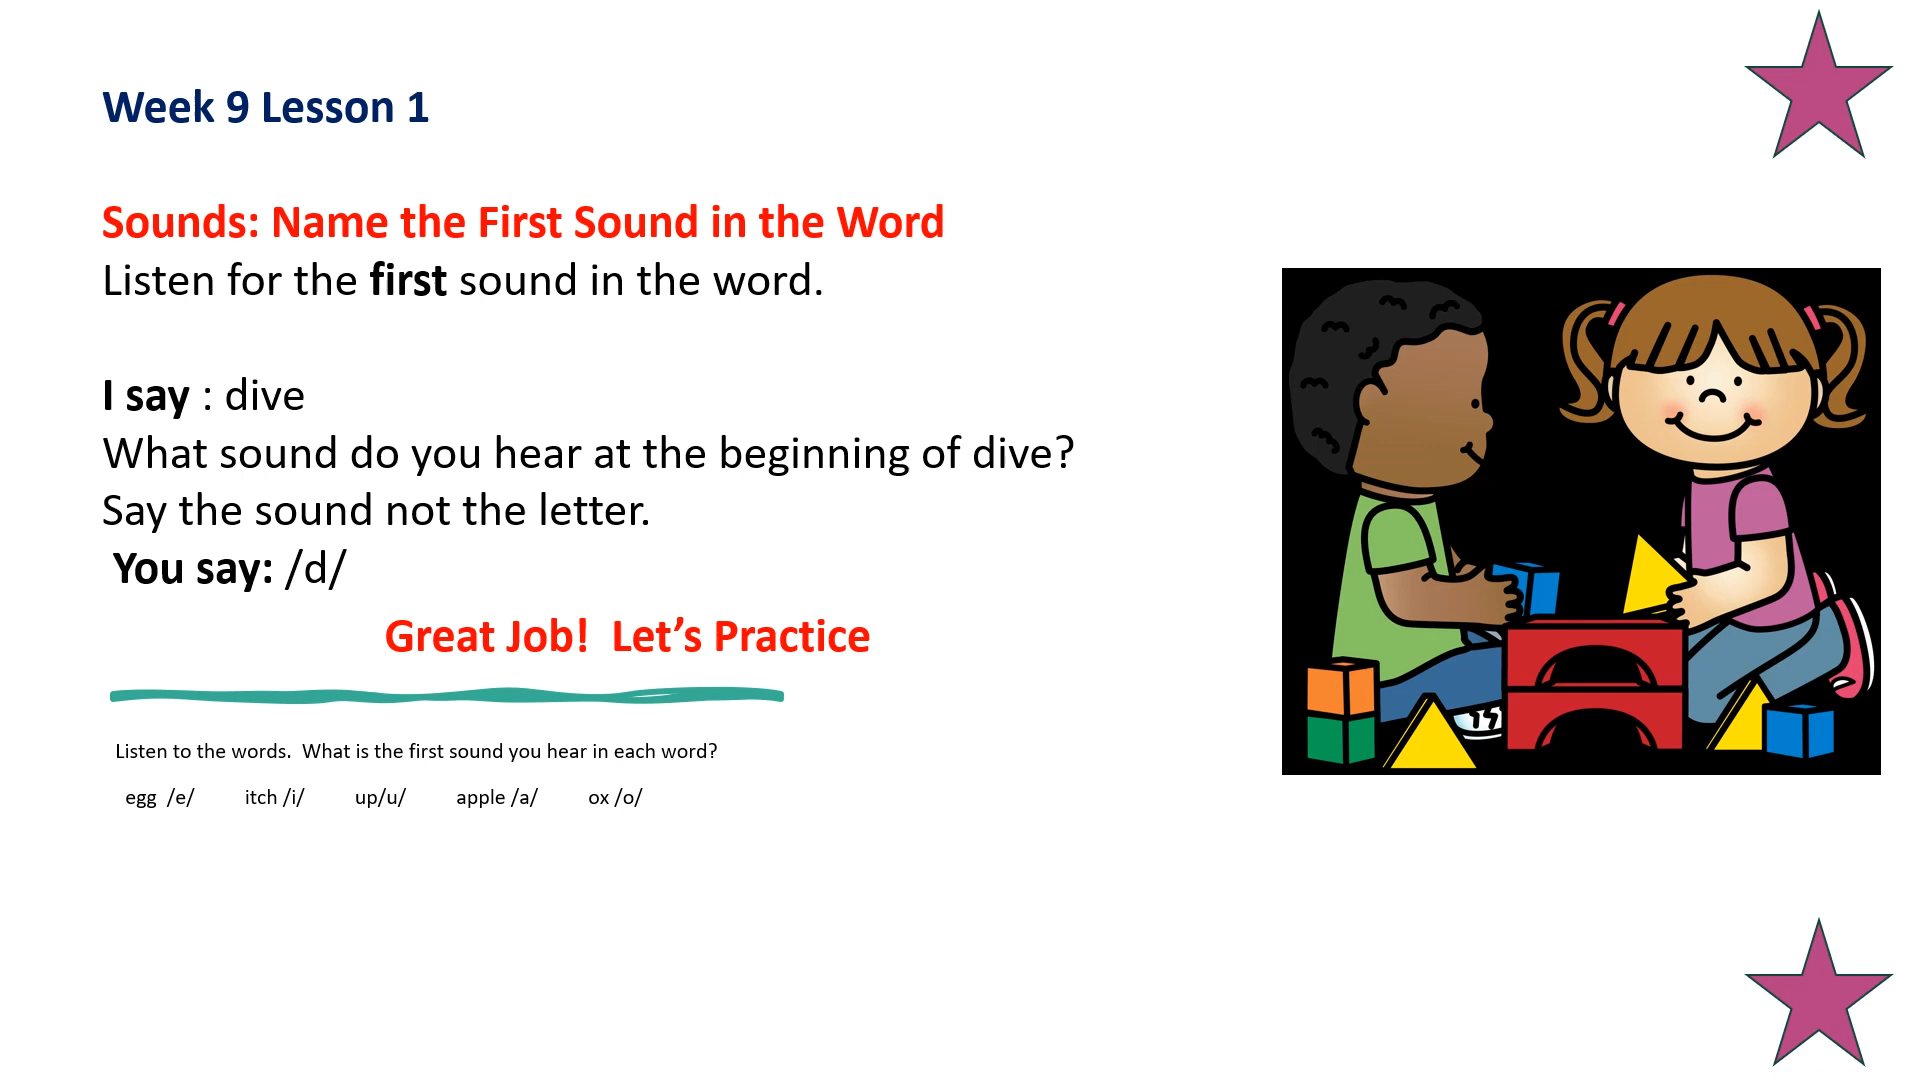 Week 9 Lesson 1
Sounds: Name the First Sound in the Word
Listen for the first sound in the word.
I say : dive
What sound do you hear at the beginning of dive?
Say the sound not the letter.
You say: /d/
Great Job!  Let’s Practice
Listen to the words.  What is the first sound you hear in each word?
egg  /e/ itch /i/ up/u/ apple /a/ ox /o/